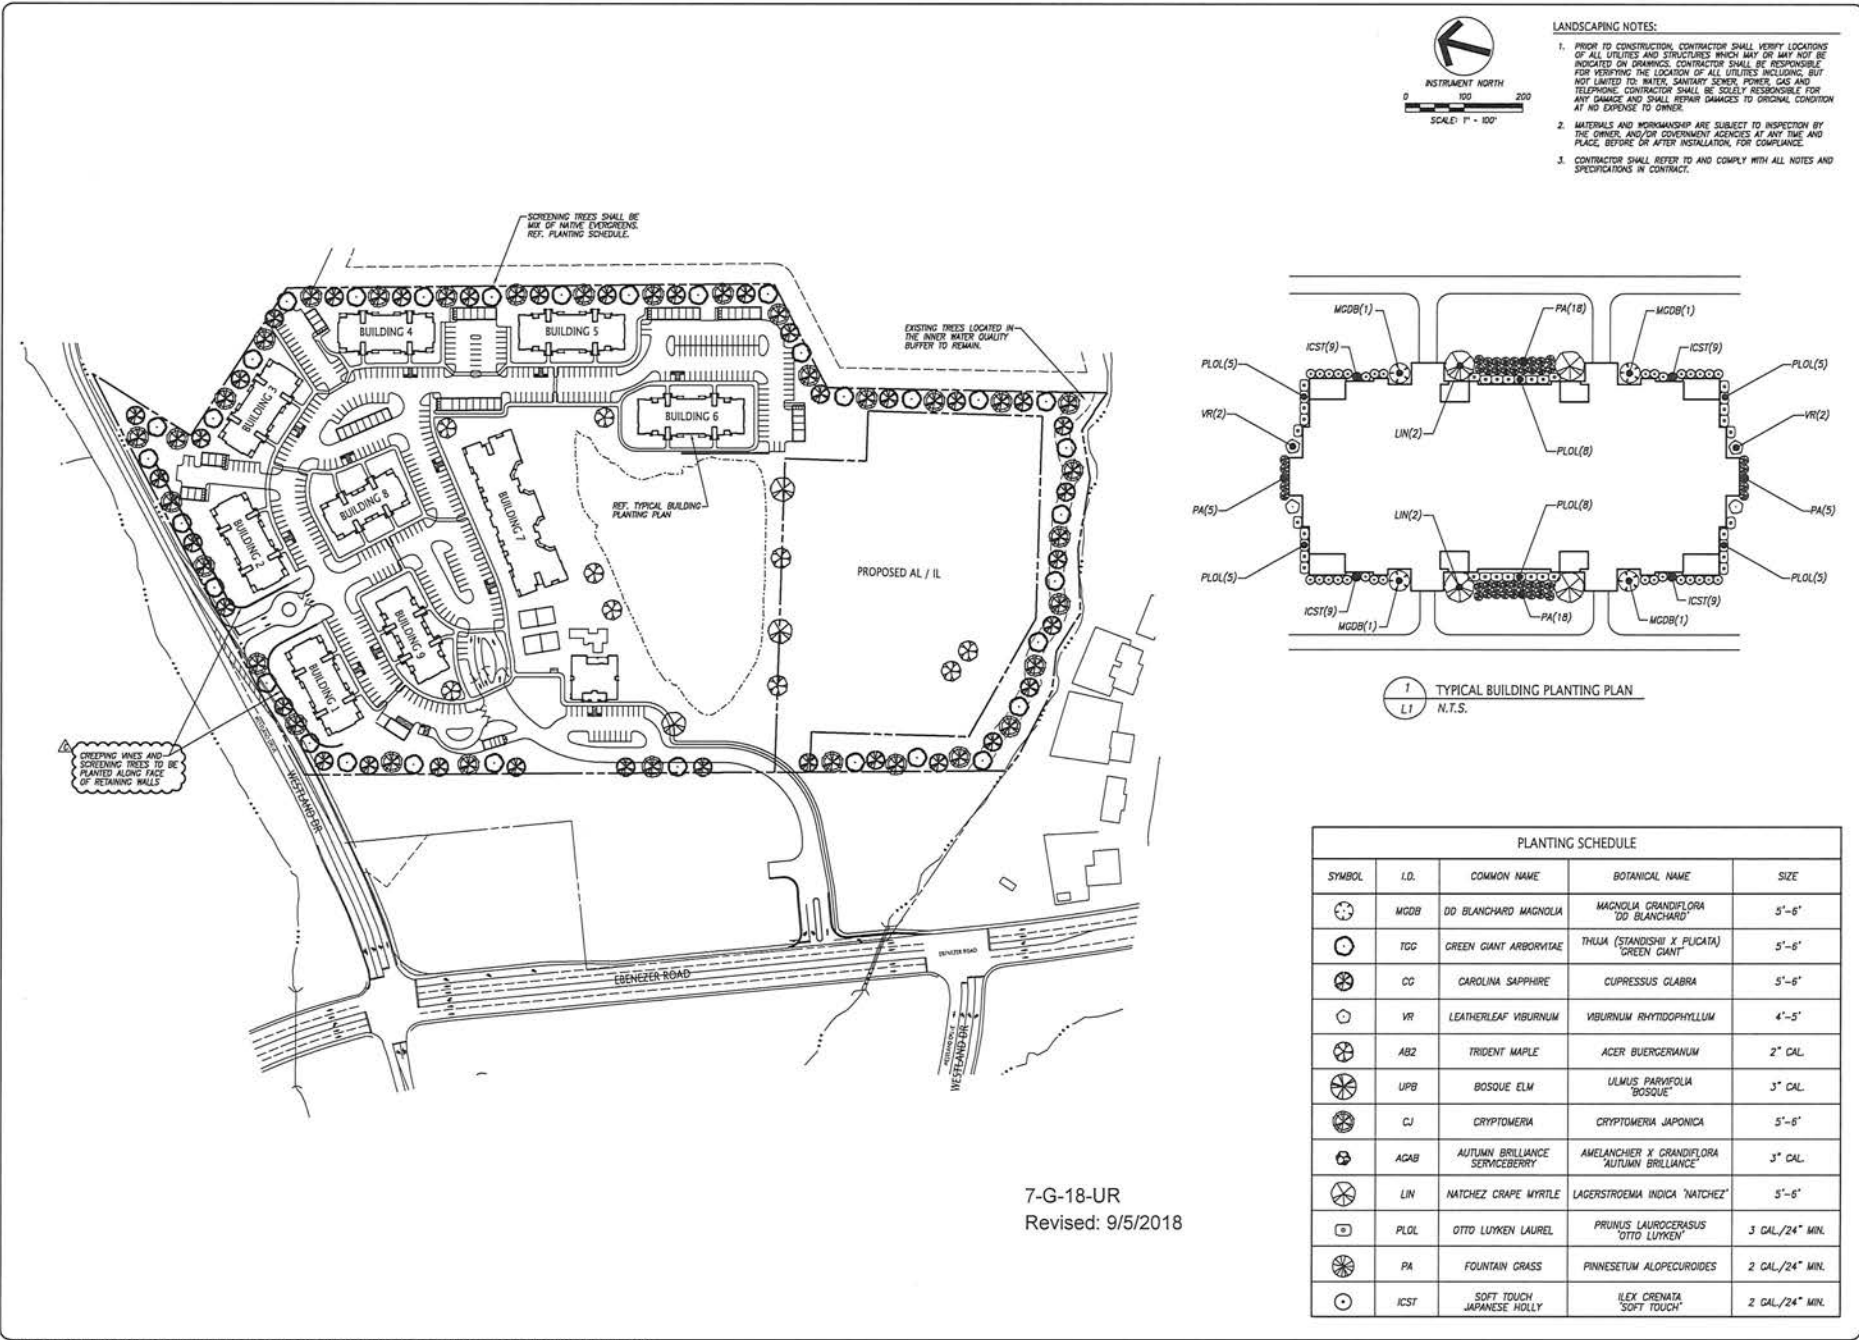 INSTRUMENT NORTH
0 100 200
SCALE: 1" - 100'
LANDSCAPING NOTES:
1. PRIOR TO CONSTRUCTION, CONTRACTOR SHALL VERIFY LOCATIONS
OF ALL UTILITIES AND STRUCTURES WHICH MAY OR MAY NOT BE
INDICATED ON DRAWINGS. CONTRACTOR SHALL BE RESPONSIBLE
FOR VERIFYING THE LOCATION OF ALL UTILITIES INCLUDING, BUT
NOT LIMITED TO: WATER, SANITARY SEWER, POWER, GAS AND
TELEPHONE. CONTRACTOR SHALL BE SOLELY RESPONSIBLE FOR
ANY DAMAGE AND SHALL REPAIR DAMAGES TO ORIGINAL CONDITION
AT NO EXPENSE TO OWNER.
2. MATERIALS AND WORKMANSHIP ARE SUBJECT TO INSPECTION BY
THE OWNER, AND/OR GOVERNMENT AGENCIES AT ANY TIME AND
PLACE, BEFORE OR AFTER INSTALLATION, FOR COMPLIANCE.
3. CONTRACTOR SHALL REFER TO AND COMPLY WITH ALL NOTES AND
SPECIFICATIONS IN CONTRACT.
SCREENING TREES SHALL BE
MIX OF NATIVE EVERGREENS.
REF. PLANTING SCHEDULE.
EXISTING TREES LOCATED IN
THE INNER WATER QUALITY
BUFFER TO REMAIN.
BUILDING 4
BUILDING 5
BUILDING 3
BUILDING 6
BUILDING 8
BUILDING 7
BUILDING 2
REF. TYPICAL BUILDING
PLANTING PLAN
PROPOSED AL / IL
BUILDING 9
BUILDING 1
CREEPING VINES AND
SCREENING TREES TO BE
PLANTED ALONG FACE
OF RETAINING WALLS
WESTLAND DR
EBENEZER ROAD
EBENEZER ROAD
WESTLAND DR
MGDB(1)
PA(18)
MGDB(1)
ICST(9)
ICST(9)
PLOL(5)
PLOL(5)
VR(2)
VR(2)
LIN(2)
PLOL(8)
PA(5)
LIN(2)
PLOL(8)
PA(5)
PLOL(5)
PLOL(5)
ICST(9)
ICST(9)
MGDB(1)
PA(18)
MGDB(1)
1
L1
TYPICAL BUILDING PLANTING PLAN
N.T.S.
PLANTING SCHEDULE
SYMBOL I.D. COMMON NAME BOTANICAL NAME SIZE
MGDB DD BLANCHARD MAGNOLIA MAGNOLIA GRANDIFLORA 'DD BLANCHARD' 5'-6'
TGG GREEN GIANT ARBORVITAE THUJA (STANDISHII X PLICATA) 'GREEN GIANT' 5'-6'
CG CAROLINA SAPPHIRE CUPRESSUS GLABRA 5'-6'
VR LEATHERLEAF VIBURNUM VIBURNUM RHYTIDOPHYLLUM 4'-5'
AB2 TRIDENT MAPLE ACER BUERGERIANUM 2" CAL.
UPB BOSQUE ELM ULMUS PARVIFOLIA 'BOSQUE' 3" CAL.
CJ CRYPTOMERIA CRYPTOMERIA JAPONICA 5'-6'
AGAB AUTUMN BRILLIANCE SERVICEBERRY AMELANCHIER X GRANDIFLORA 'AUTUMN BRILLIANCE' 3" CAL.
LIN NATCHEZ CRAPE MYRTLE LAGERSTROEMIA INDICA 'NATCHEZ' 5'-6'
PLOL OTTO LUYKEN LAUREL PRUNUS LAUROCERASUS 'OTTO LUYKEN' 3 GAL./24" MIN.
PA FOUNTAIN GRASS PINNESETUM ALOPECUROIDES 2 GAL./24" MIN.
ICST SOFT TOUCH JAPANESE HOLLY ILEX CRENATA 'SOFT TOUCH' 2 GAL./24" MIN.
7-G-18-UR
Revised: 9/5/2018